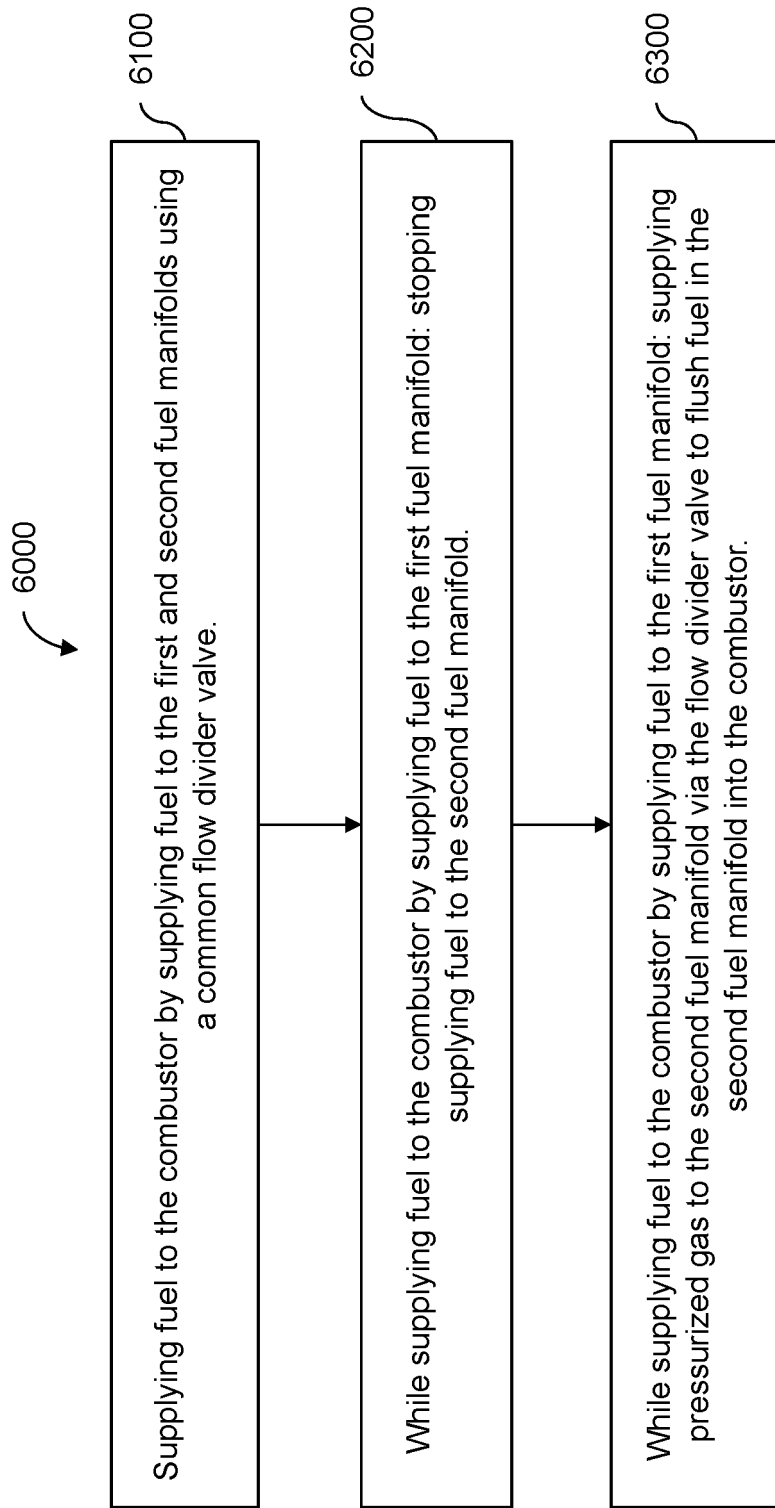 6000
6100
Supplying fuel to the combustor by supplying fuel to the first and second fuel manifolds using
a common flow divider valve.
6200
While supplying fuel to the combustor by supplying fuel to the first fuel manifold: stopping
supplying fuel to the second fuel manifold.
6300
While supplying fuel to the combustor by supplying fuel to the first fuel manifold: supplying
pressurized gas to the second fuel manifold via the flow divider valve to flush fuel in the
second fuel manifold into the combustor.